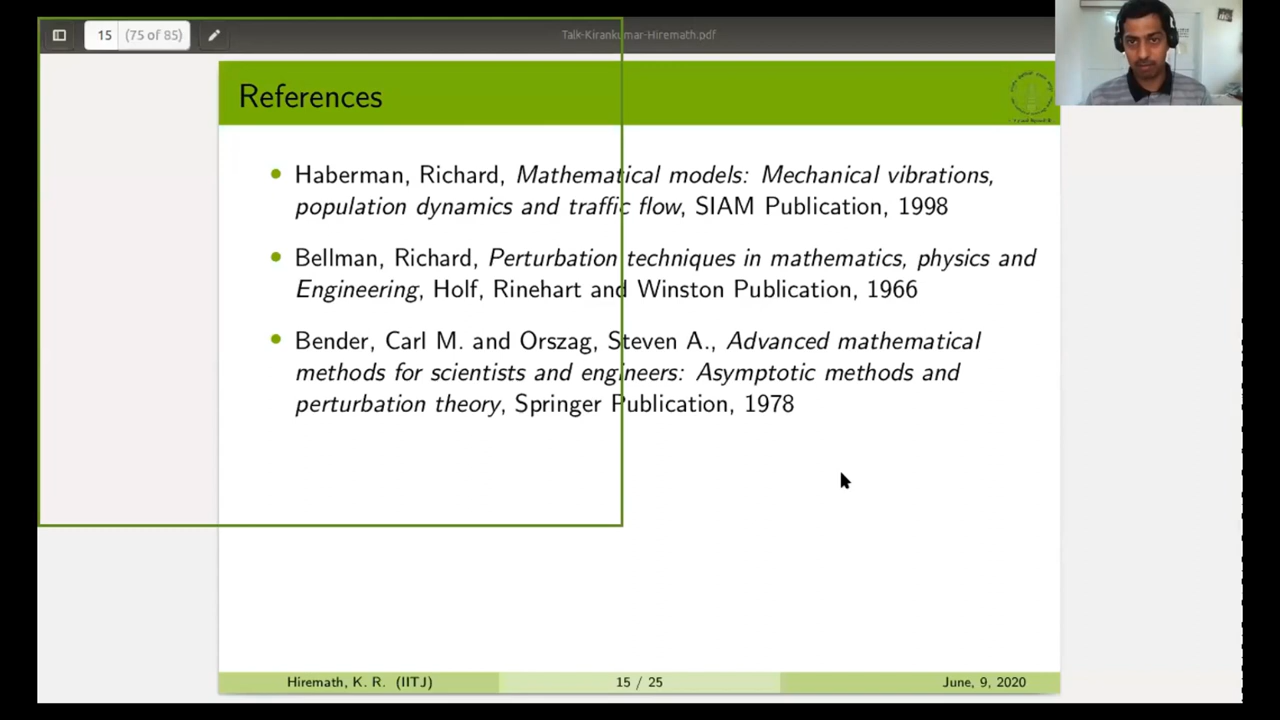 15 (75 of 85)
Talk-Kirankumar-Hiremath.pdf
References
• Haberman, Richard, Mathematical models: Mechanical vibrations,
population dynamics and traffic flow, SIAM Publication, 1998
• Bellman, Richard, Perturbation techniques in mathematics, physics and
Engineering, Holf, Rinehart and Winston Publication, 1966
• Bender, Carl M. and Orszag, Steven A., Advanced mathematical
methods for scientists and engineers: Asymptotic methods and
perturbation theory, Springer Publication, 1978
Hiremath, K. R. (IITJ)
15 / 25
June, 9, 2020